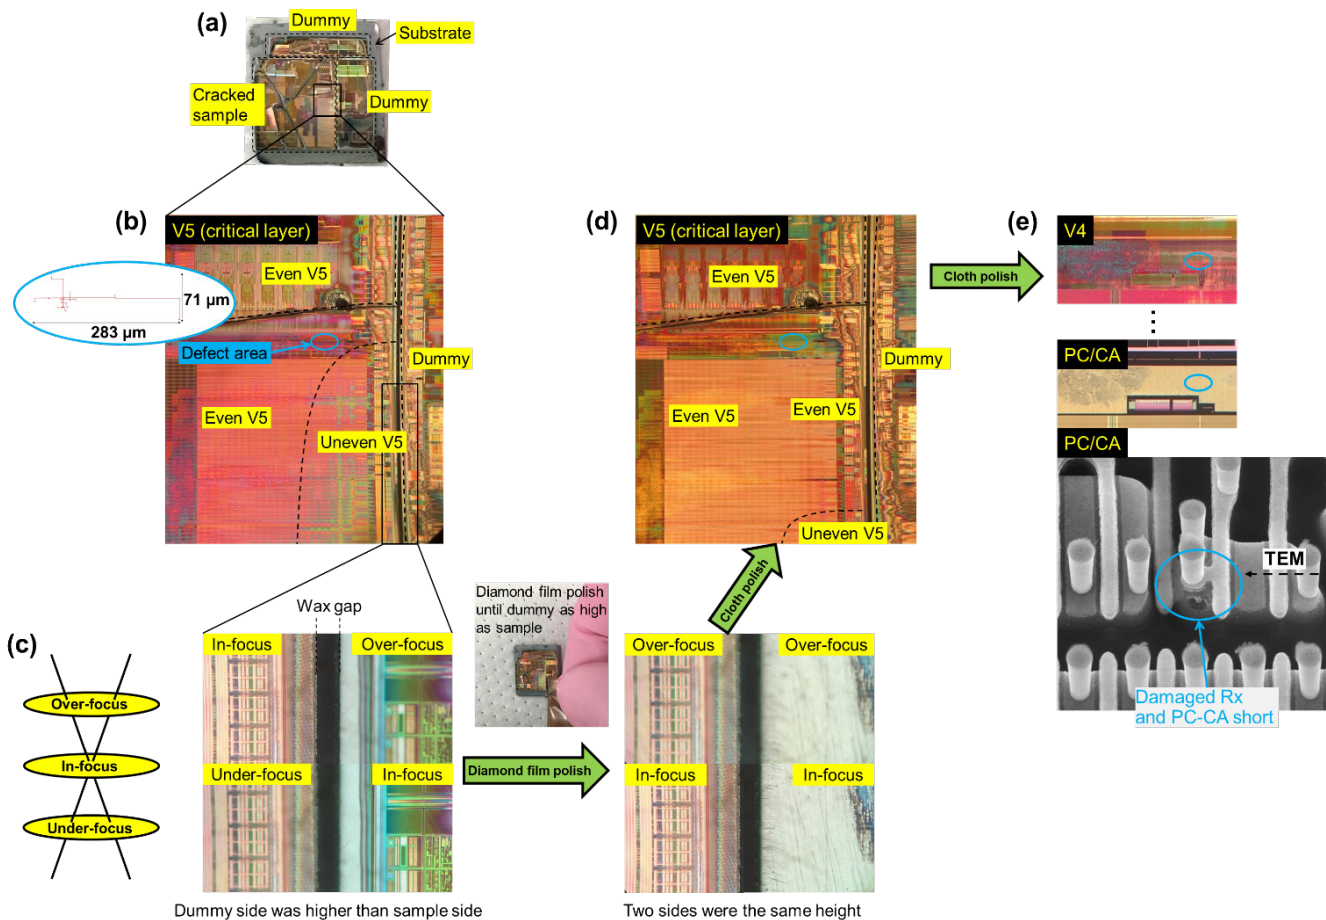 (a)
Dummy
Substrate
Cracked
sample
Dummy
(b)
V5 (critical layer)
Even V5
71 µm
283 µm
Defect area
Dummy
Even V5
Uneven V5
(c)
Over-focus
In-focus
Under-focus
Wax gap
In-focus
Over-focus
Under-focus
In-focus
Dummy side was higher than sample side
Diamond film polish
until dummy as high
as sample
Diamond film polish
Over-focus
Over-focus
In-focus
In-focus
Two sides were the same height
Cloth polish
(d)
V5 (critical layer)
Even V5
Dummy
Even V5
Even V5
Uneven V5
Cloth polish
(e)
V4
PC/CA
PC/CA
TEM
Damaged Rx
and PC-CA short